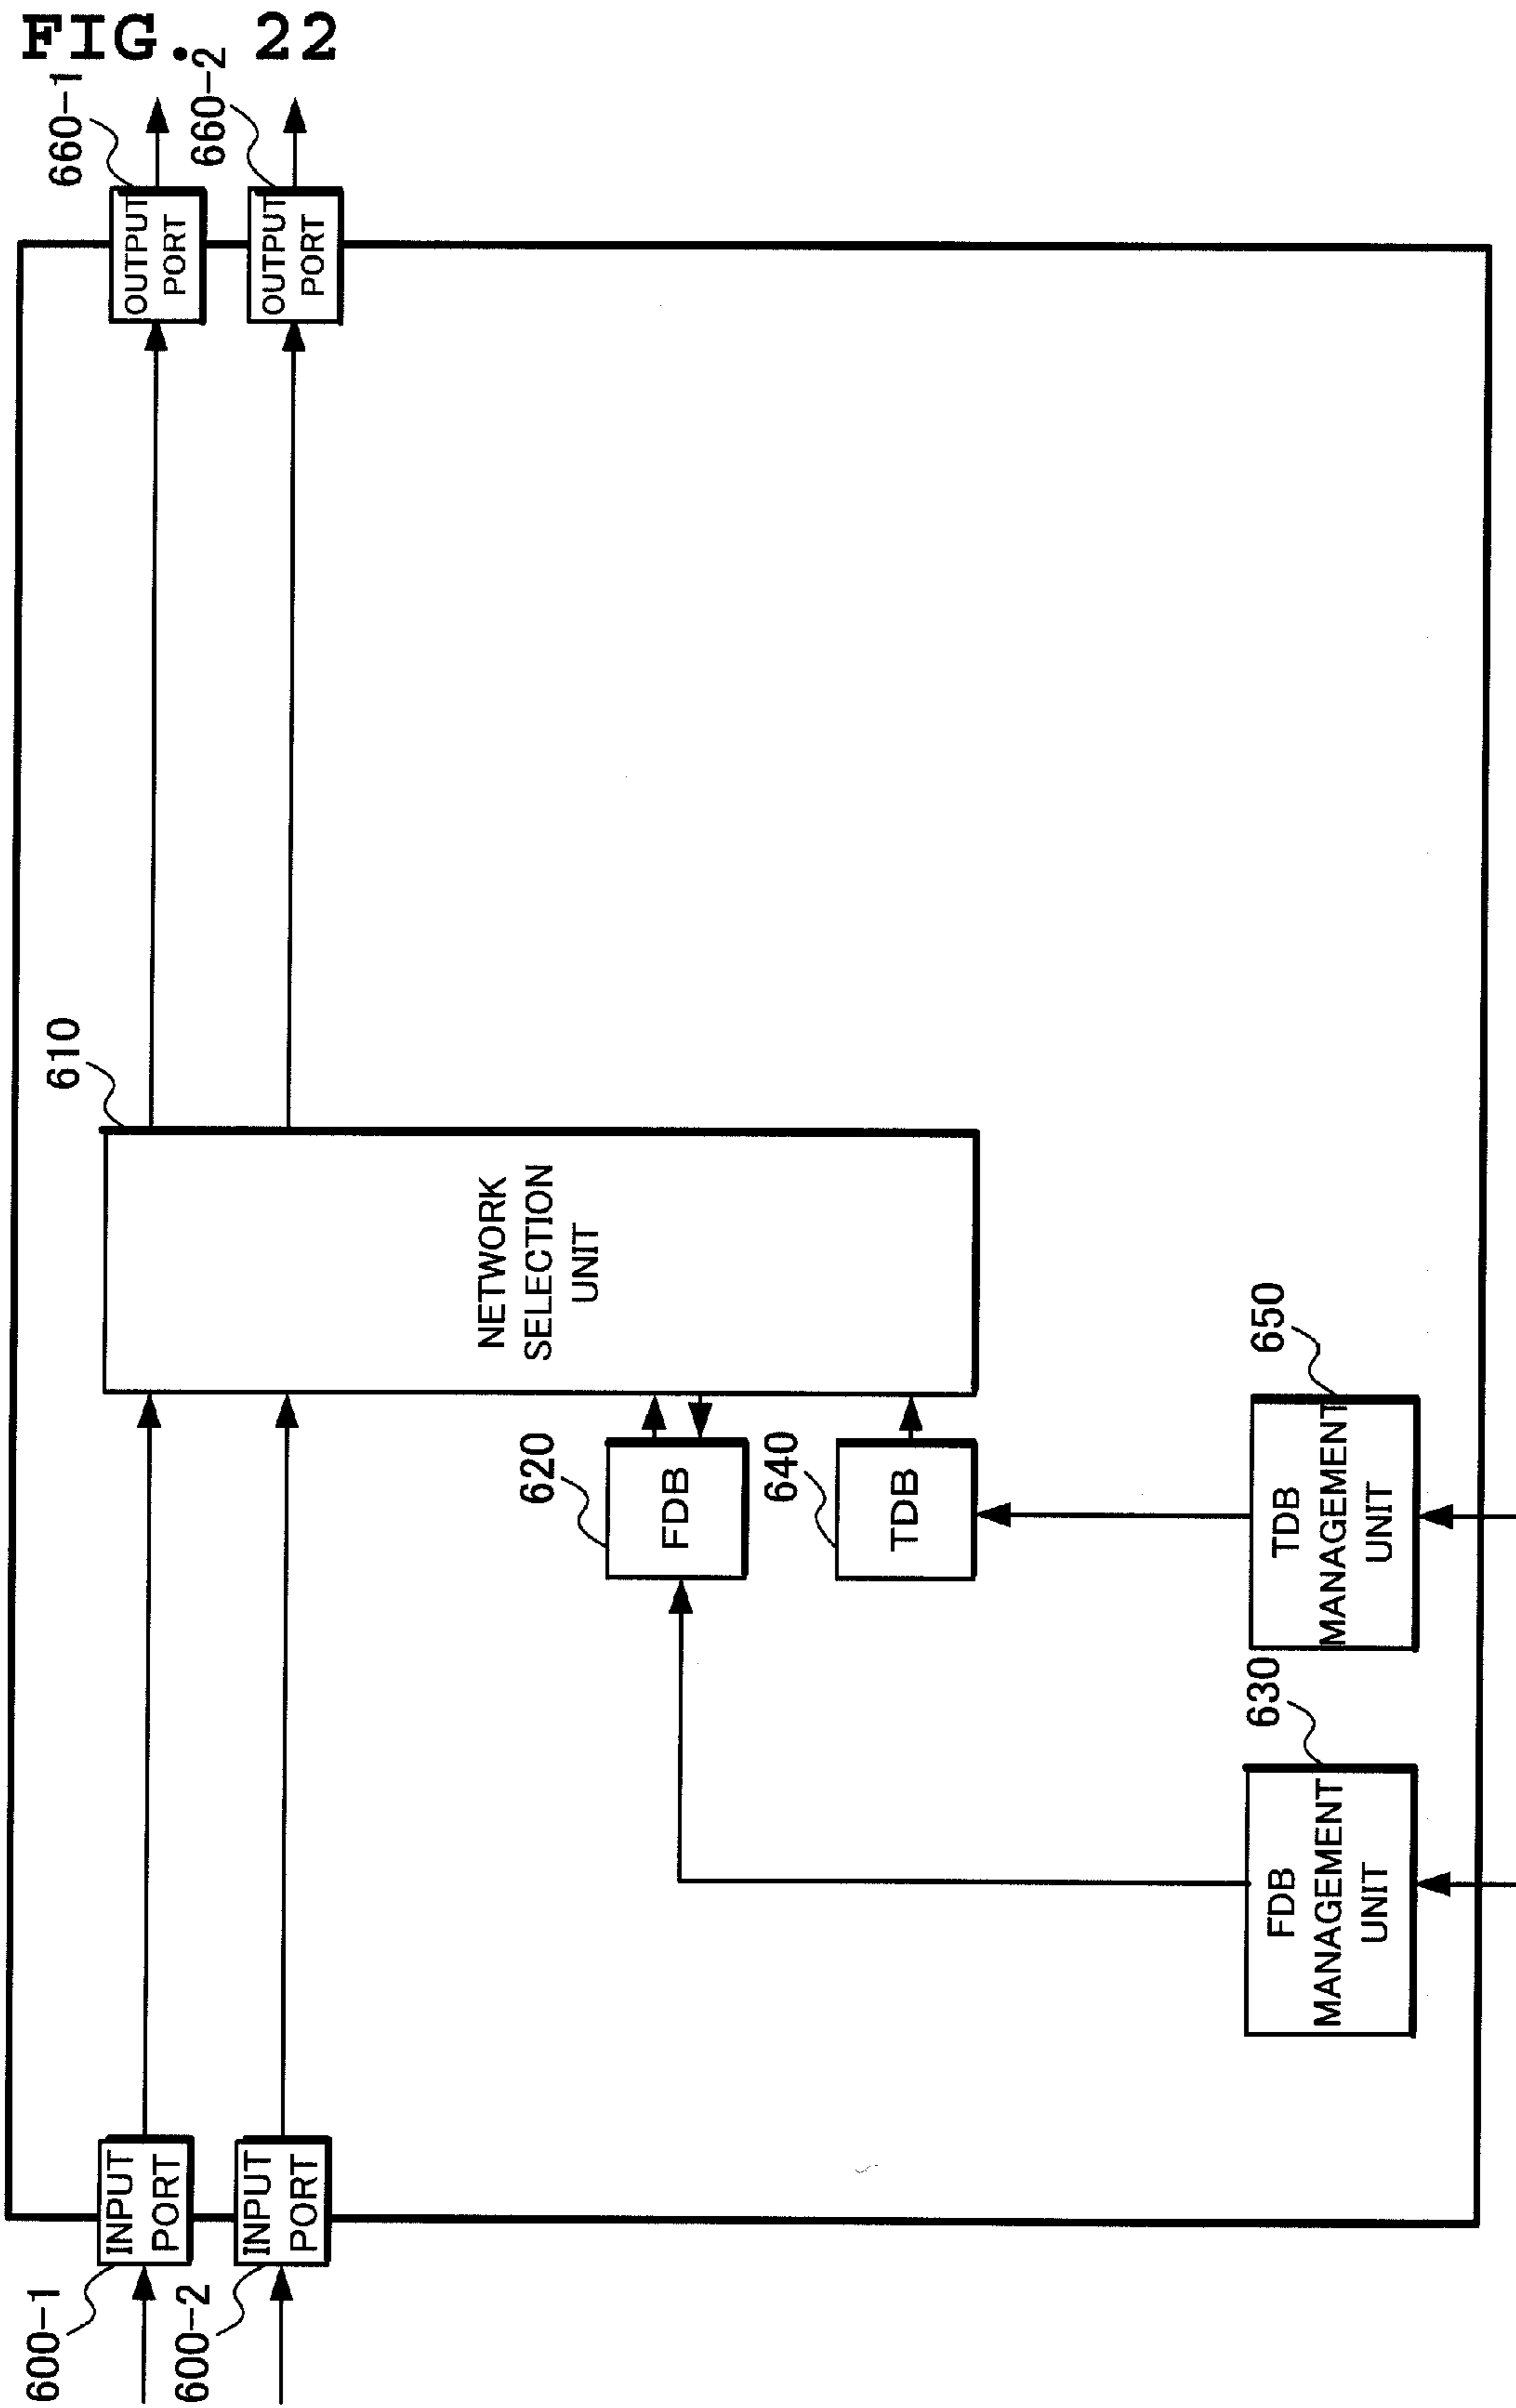 FIG. 22
600-1
INPUT
PORT
600-2
INPUT
PORT
610
NETWORK
SELECTION
UNIT
620
FDB
640
TDB
630
FDB
MANAGEMENT
UNIT
650
TDB
MANAGEMENT
UNIT
660-1
OUTPUT
PORT
660-2
OUTPUT
PORT